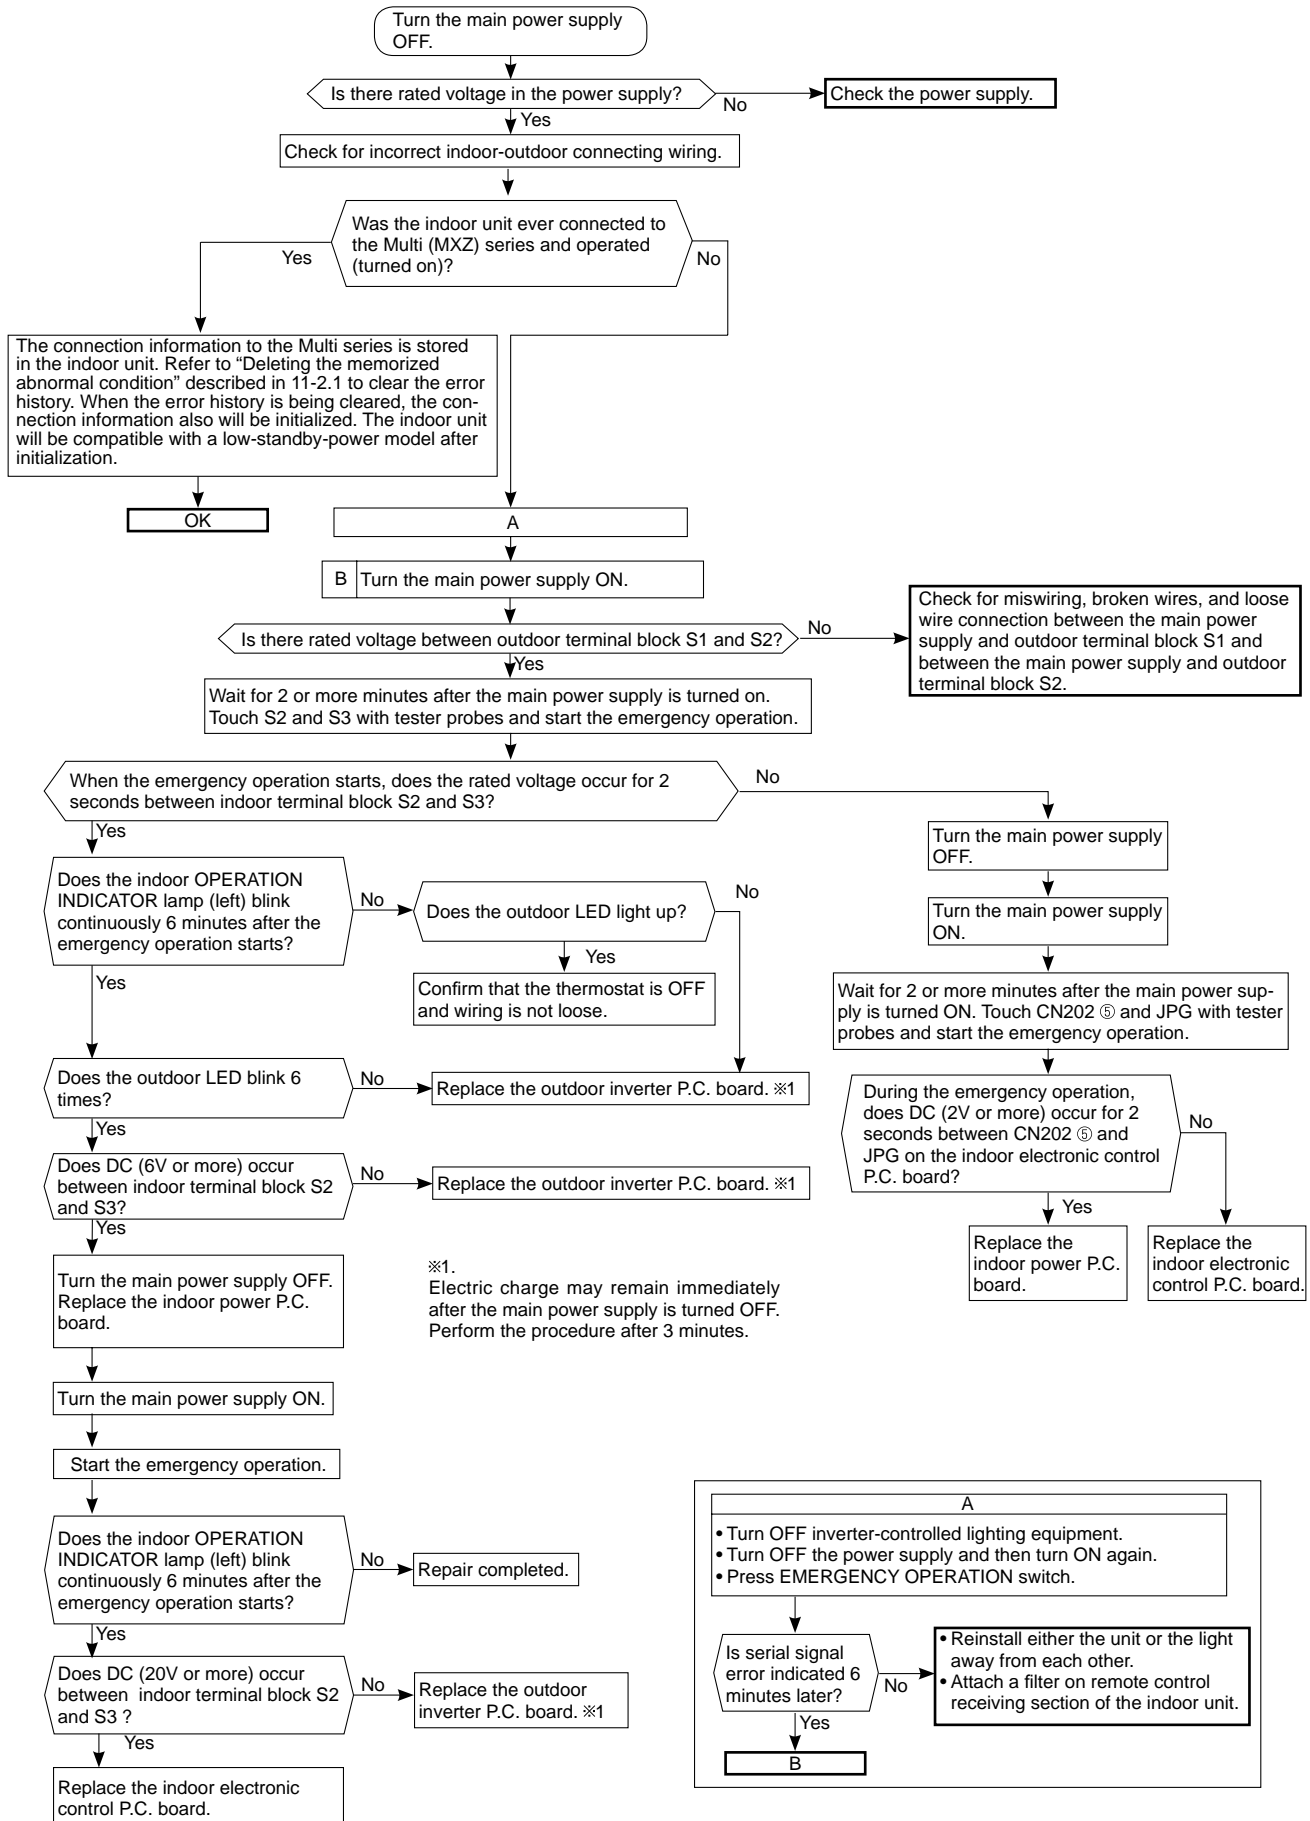 Turn the main power supply
OFF.
Is there rated voltage in the power supply?
No
Check the power supply.
Yes
Check for incorrect indoor-outdoor connecting wiring.
Was the indoor unit ever connected to
the Multi (MXZ) series and operated
(turned on)?
Yes
No
The connection information to the Multi series is stored
in the indoor unit. Refer to “Deleting the memorized
abnormal condition” described in 11-2.1 to clear the error
history. When the error history is being cleared, the con-
nection information also will be initialized. The indoor unit
will be compatible with a low-standby-power model after
initialization.
OK
A
B
Turn the main power supply ON.
Is there rated voltage between outdoor terminal block S1 and S2?
No
Check for miswiring, broken wires, and loose
wire connection between the main power
supply and outdoor terminal block S1 and
between the main power supply and outdoor
terminal block S2.
Yes
Wait for 2 or more minutes after the main power supply is turned on.
Touch S2 and S3 with tester probes and start the emergency operation.
When the emergency operation starts, does the rated voltage occur for 2
seconds between indoor terminal block S2 and S3?
No
Yes
Turn the main power supply
OFF.
Turn the main power supply
ON.
Wait for 2 or more minutes after the main power sup-
ply is turned ON. Touch CN202 ⑤ and JPG with tester
probes and start the emergency operation.
During the emergency operation,
does DC (2V or more) occur for 2
seconds between CN202 ⑤ and
JPG on the indoor electronic control
P.C. board?
No
Yes
Replace the
indoor power P.C.
board.
Replace the
indoor electronic
control P.C. board.
Does the indoor OPERATION
INDICATOR lamp (left) blink
continuously 6 minutes after the
emergency operation starts?
No
Does the outdoor LED light up?
No
Yes
Confirm that the thermostat is OFF
and wiring is not loose.
Yes
Does the outdoor LED blink 6
times?
No
Replace the outdoor inverter P.C. board. ※1
Yes
Does DC (6V or more) occur
between indoor terminal block S2
and S3?
No
Replace the outdoor inverter P.C. board. ※1
Yes
Turn the main power supply OFF.
Replace the indoor power P.C.
board.
※1.
Electric charge may remain immediately
after the main power supply is turned OFF.
Perform the procedure after 3 minutes.
Turn the main power supply ON.
Start the emergency operation.
Does the indoor OPERATION
INDICATOR lamp (left) blink
continuously 6 minutes after the
emergency operation starts?
No
Repair completed.
Yes
Does DC (20V or more) occur
between indoor terminal block S2
and S3 ?
No
Replace the outdoor
inverter P.C. board. ※1
Yes
Replace the indoor electronic
control P.C. board.
A
• Turn OFF inverter-controlled lighting equipment.
• Turn OFF the power supply and then turn ON again.
• Press EMERGENCY OPERATION switch.
Is serial signal
error indicated 6
minutes later?
No
• Reinstall either the unit or the light
away from each other.
• Attach a filter on remote control
receiving section of the indoor unit.
Yes
B